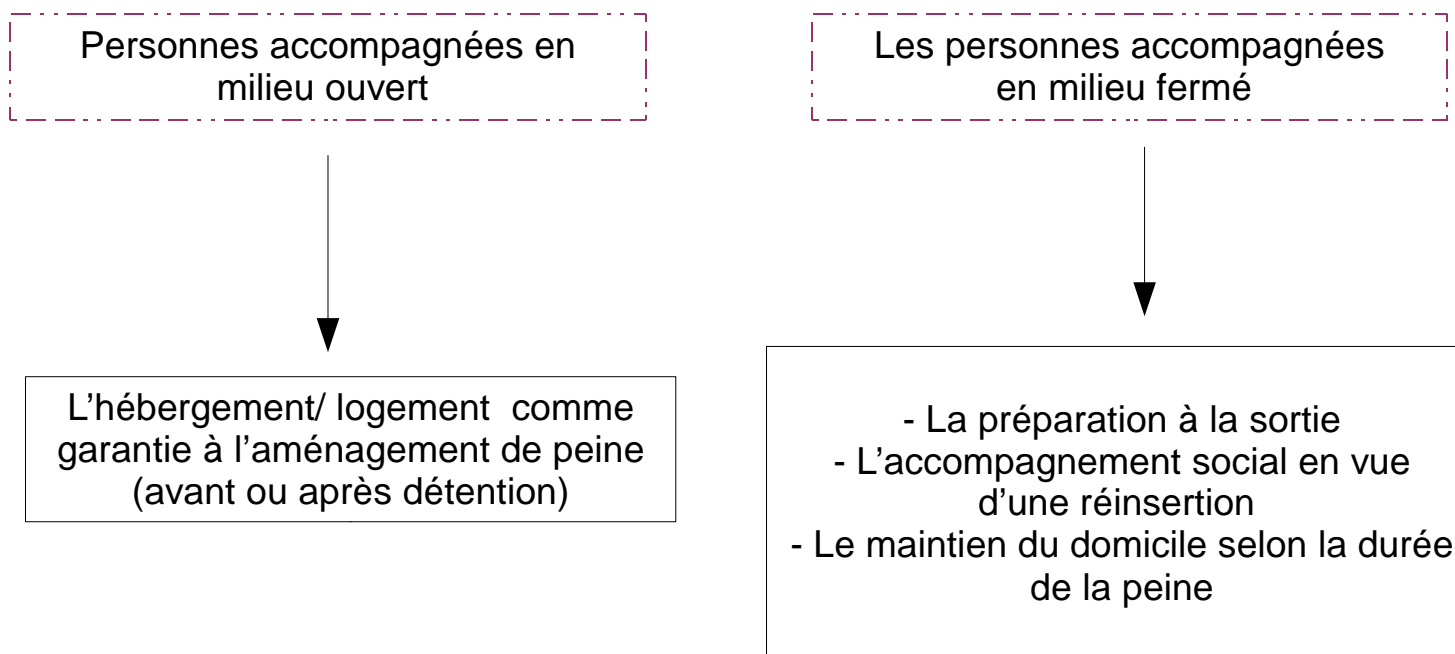 Personnes accompagnées en
milieu ouvert
Les personnes accompagnées
en milieu fermé
L'hébergement/ logement  comme
garantie à l'aménagement de peine
(avant ou après détention)
- La préparation à la sortie
- L'accompagnement social en vue
d'une réinsertion
- Le maintien du domicile selon la durée
de la peine